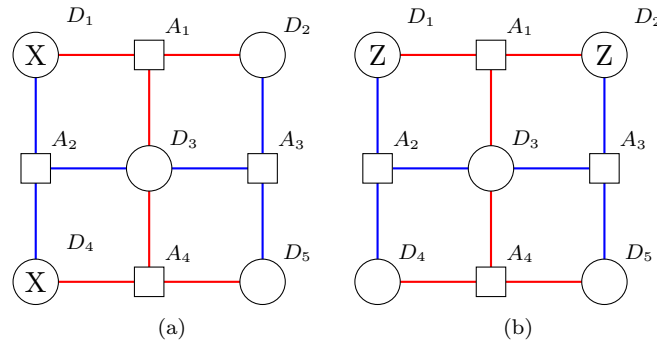 D₁ A₁ D₂ D₁ A₁ D₂
X Z Z
A₂ D₃ A₃ A₂ D₃ A₃
D₄ A₄ D₅ D₄ A₄ D₅
X
(a) (b)